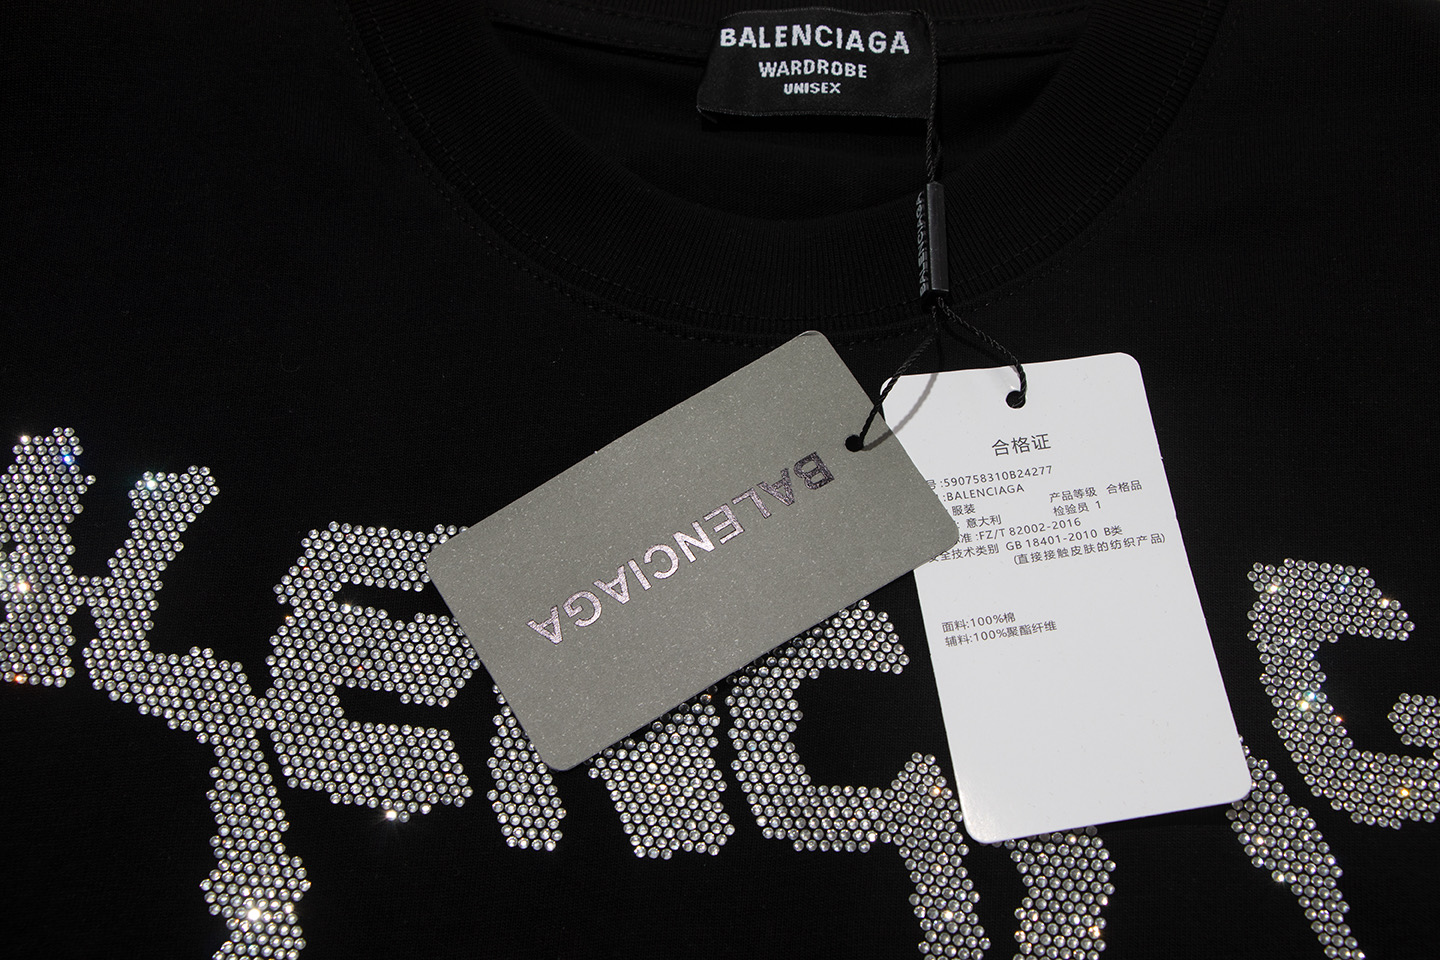 BALENCIAGA
WARDROBE
UNISEX
BALENCIAGA
BALENCIAGA
合格证
号:590758310B24277
:BALENCIAGA 产品等级 合格品
服装 检验员 1
: 意大利
准:FZ/T 82002-2016
全技术类别 GB 18401-2010 B类
(直接接触皮肤的纺织产品)
面料:100%棉
辅料:100%聚酯纤维